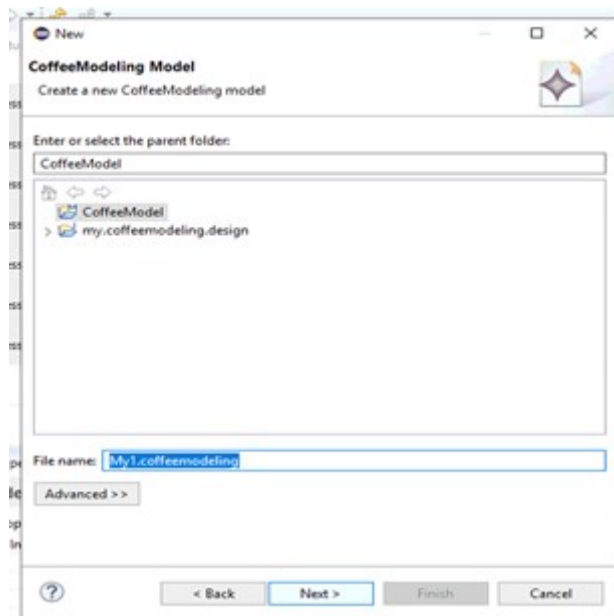 New
CoffeeModeling Model
Create a new CoffeeModeling model
Enter or select the parent folder:
CoffeeModel
CoffeeModel
my.coffeemodeling.design
File name: My1.coffeemodeling
Advanced >>
< Back Next > Finish Cancel